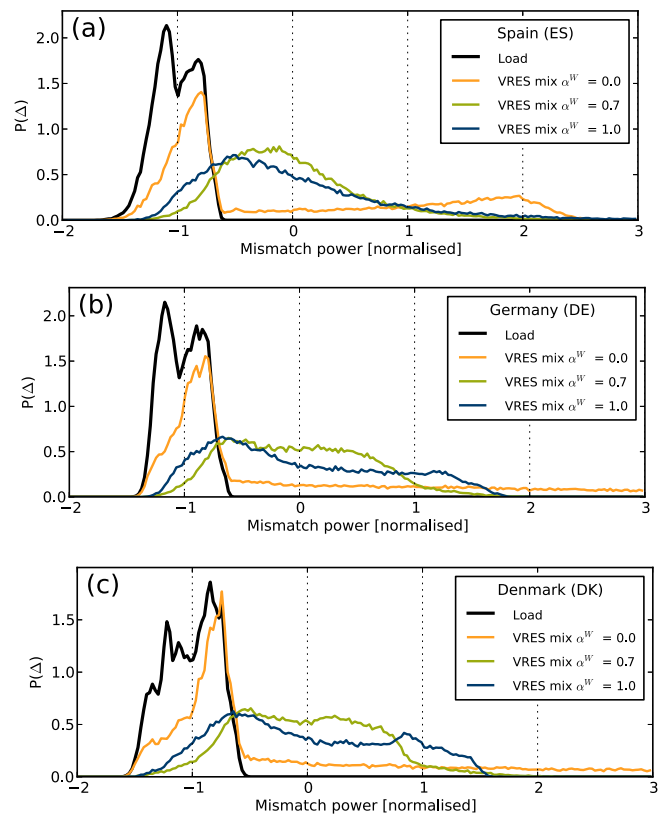 (a)
Spain (ES)
Load
VRES mix α^W = 0.0
VRES mix α^W = 0.7
VRES mix α^W = 1.0
P(Δ)
2.0
1.5
1.0
0.5
0.0
−2 −1 0 1 2 3
Mismatch power [normalised]
(b)
Germany (DE)
Load
VRES mix α^W = 0.0
VRES mix α^W = 0.7
VRES mix α^W = 1.0
P(Δ)
2.0
1.5
1.0
0.5
0.0
−2 −1 0 1 2 3
Mismatch power [normalised]
(c)
Denmark (DK)
Load
VRES mix α^W = 0.0
VRES mix α^W = 0.7
VRES mix α^W = 1.0
P(Δ)
1.5
1.0
0.5
0.0
−2 −1 0 1 2 3
Mismatch power [normalised]